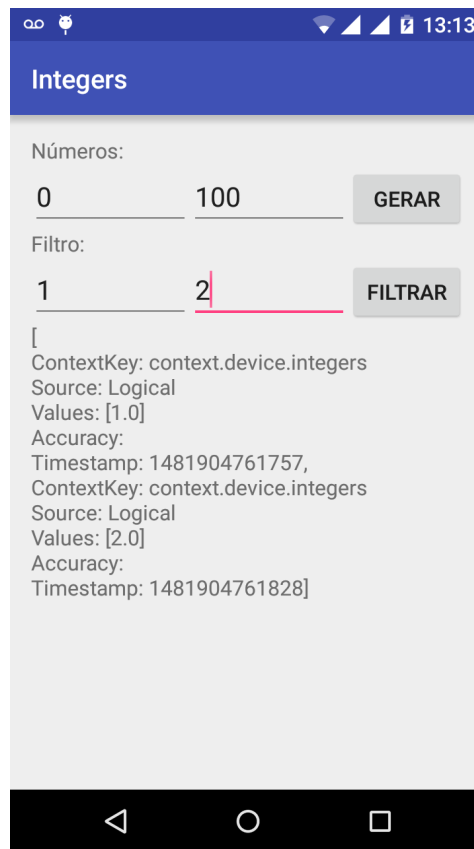 13:13
Integers
Números:
0 100 GERAR
Filtro:
1 2 FILTRAR
[
ContextKey: context.device.integers
Source: Logical
Values: [1.0]
Accuracy:
Timestamp: 1481904761757,
ContextKey: context.device.integers
Source: Logical
Values: [2.0]
Accuracy:
Timestamp: 1481904761828]